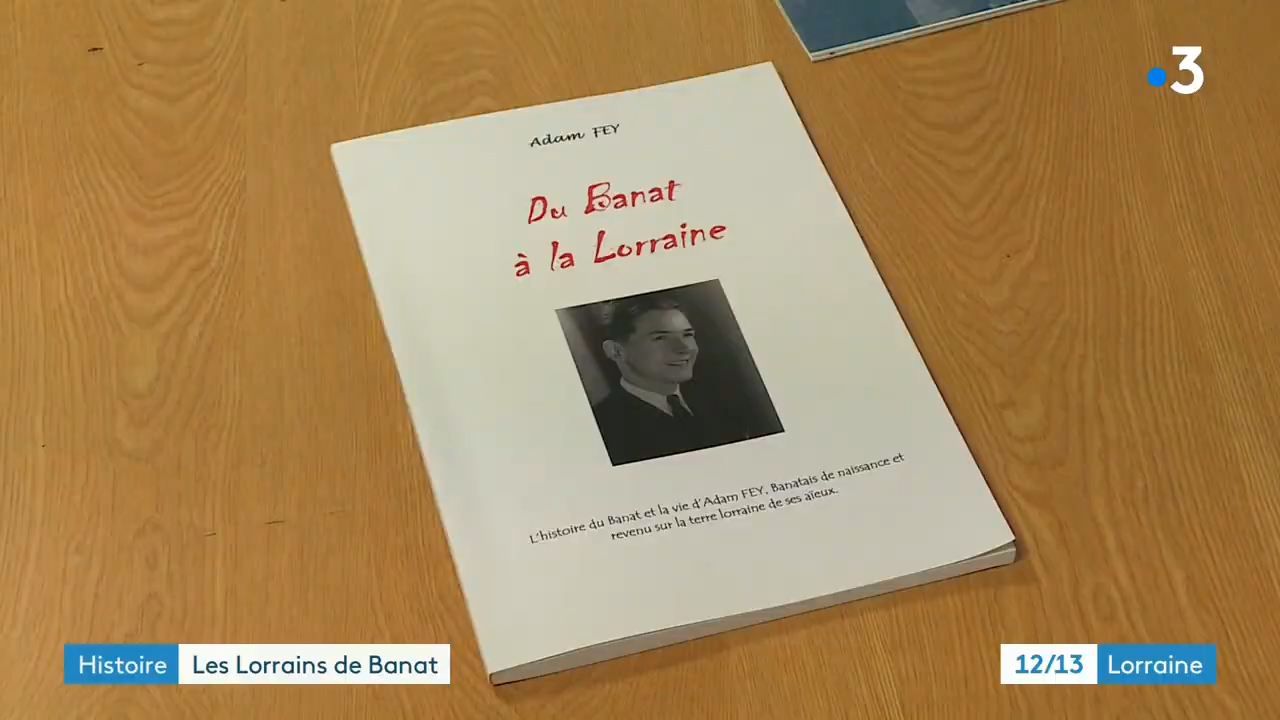 3
Adam FEY
Du Banat
à la Lorraine
L'histoire du Banat et la vie d'Adam FEY, Banatais de naissance et
revenu sur la terre lorraine de ses aïeux.
Histoire
Les Lorrains de Banat
12/13
Lorraine